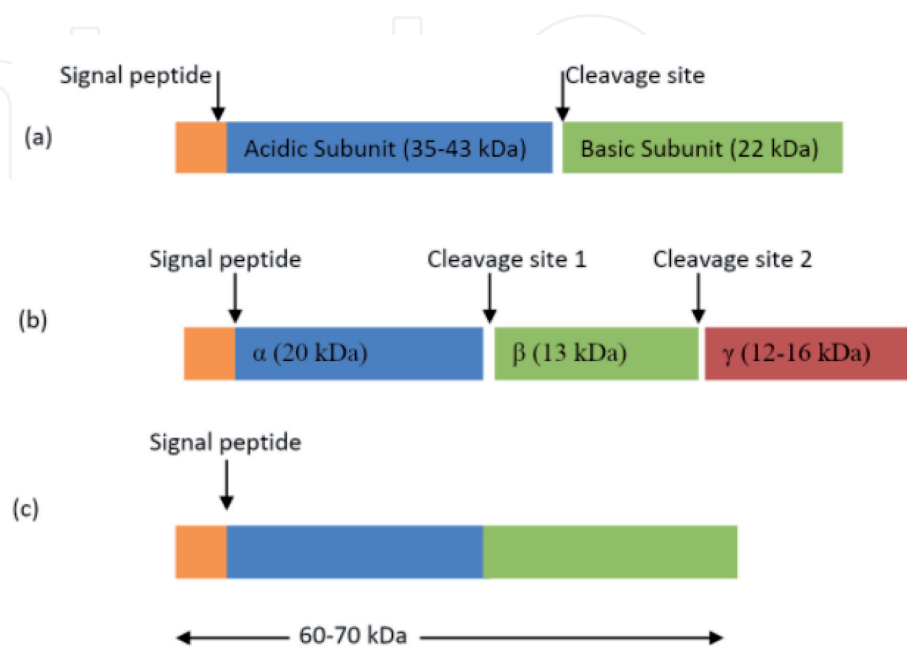 Signal peptide
Cleavage site
(a)
Acidic Subunit (35-43 kDa)
Basic Subunit (22 kDa)
Signal peptide
Cleavage site 1
Cleavage site 2
(b)
α (20 kDa)
β (13 kDa)
γ (12-16 kDa)
Signal peptide
(c)
60-70 kDa